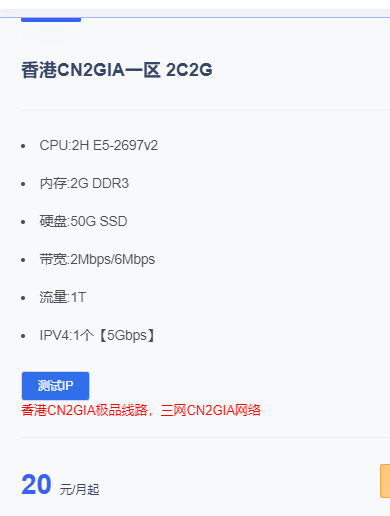 香港CN2GIA一区 2C2G
CPU:2H E5-2697v2
内存:2G DDR3
硬盘:50G SSD
带宽:2Mbps/6Mbps
流量:1T
IPV4:1个【5Gbps】
测试IP
香港CN2GIA极品线路，三网CN2GIA网络
20 元/月起